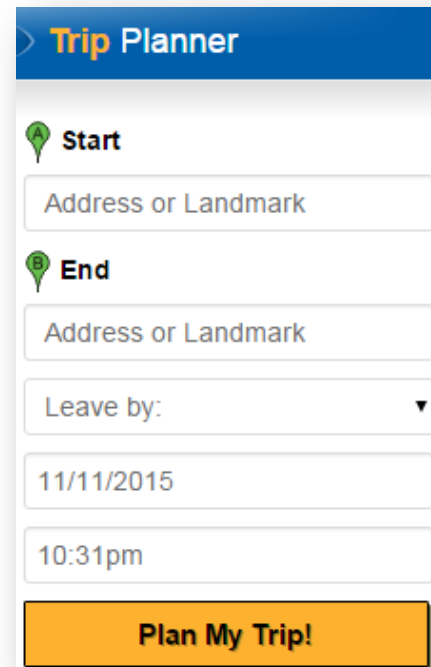 Trip Planner
A Start
Address or Landmark
B End
Address or Landmark
Leave by:
11/11/2015
10:31pm
Plan My Trip!